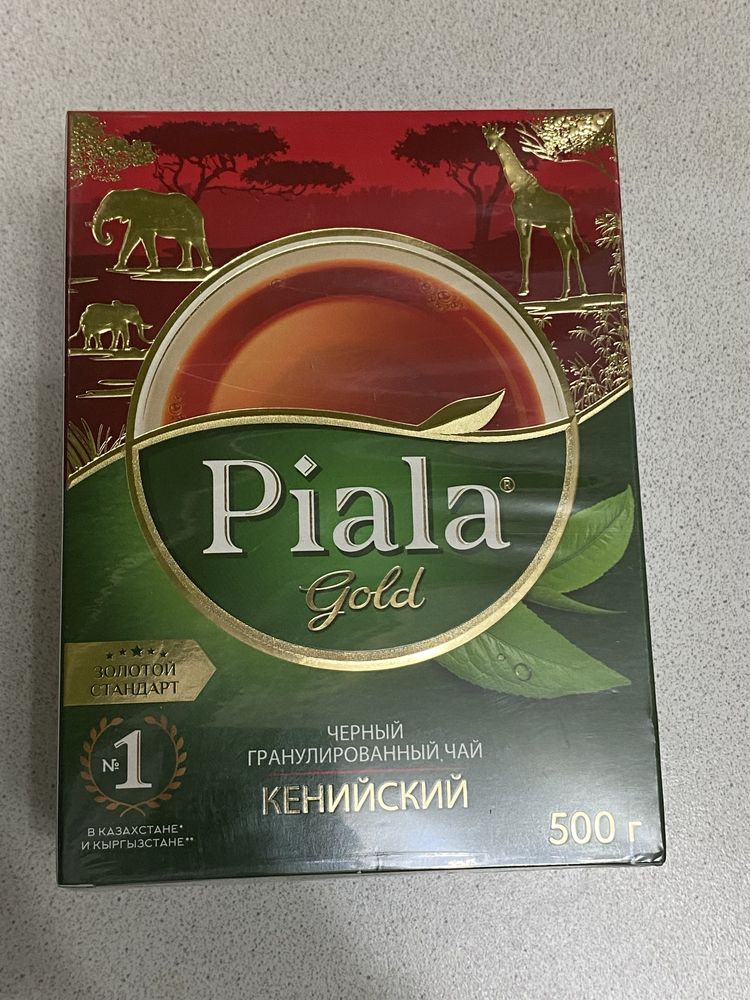 Piala®
Gold
ЗОЛОТОЙ
СТАНДАРТ
№1
В КАЗАХСТАНЕ*
И КЫРГЫЗСТАНЕ**
ЧЕРНЫЙ
ГРАНУЛИРОВАННЫЙ ЧАЙ
КЕНИЙСКИЙ
500 г